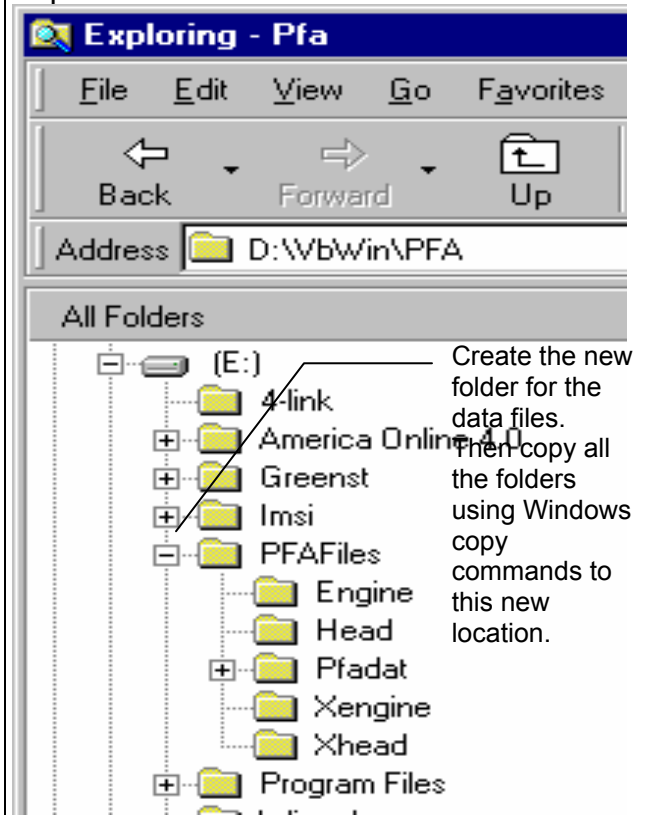 Exploring - Pfa
File Edit View Go Favorites
Back Forward Up
Address D:\VbWin\PFA
All Folders
(E:)
4-link
America Online 4.0
Greenst
Imsi
PFAFiles
Engine
Head
Pfadat
Xengine
Xhead
Program Files
Create the new
folder for the
data files.
Then copy all
the folders
using Windows
copy
commands to
this new
location.